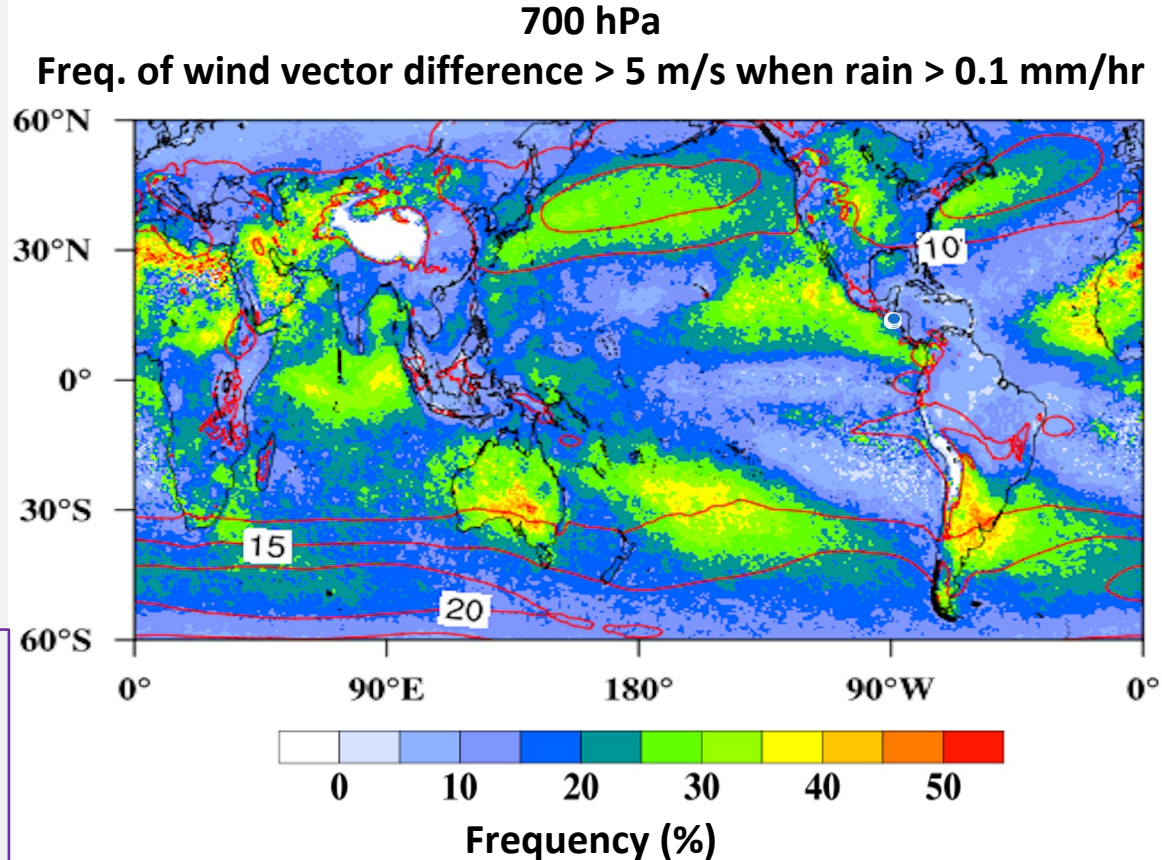 700 hPa
Freq. of wind vector difference > 5 m/s when rain > 0.1 mm/hr
60°N
30°N
0°
30°S
60°S
10
15
20
0°
90°E
180°
90°W
0°
0
10
20
30
40
50
Frequency (%)